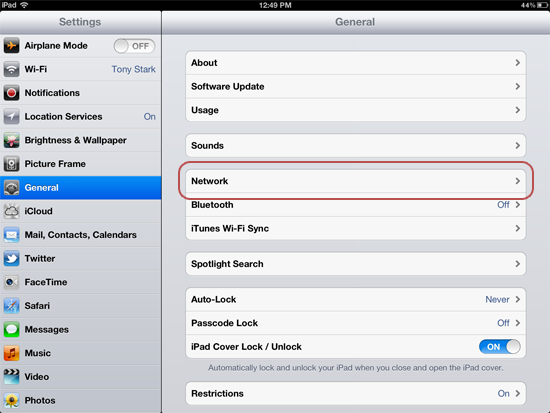 iPad 12:49 PM 44%
Settings
Airplane Mode OFF
Wi-Fi Tony Stark
Notifications
Location Services On
Brightness & Wallpaper
Picture Frame
General
iCloud
Mail, Contacts, Calendars
Twitter
FaceTime
Safari
Messages
Music
Video
Photos
General
About
Software Update
Usage
Sounds
Network
Bluetooth Off
iTunes Wi-Fi Sync
Spotlight Search
Auto-Lock Never
Passcode Lock Off
iPad Cover Lock / Unlock ON
Automatically lock and unlock your iPad when you close and open the iPad cover.
Restrictions On